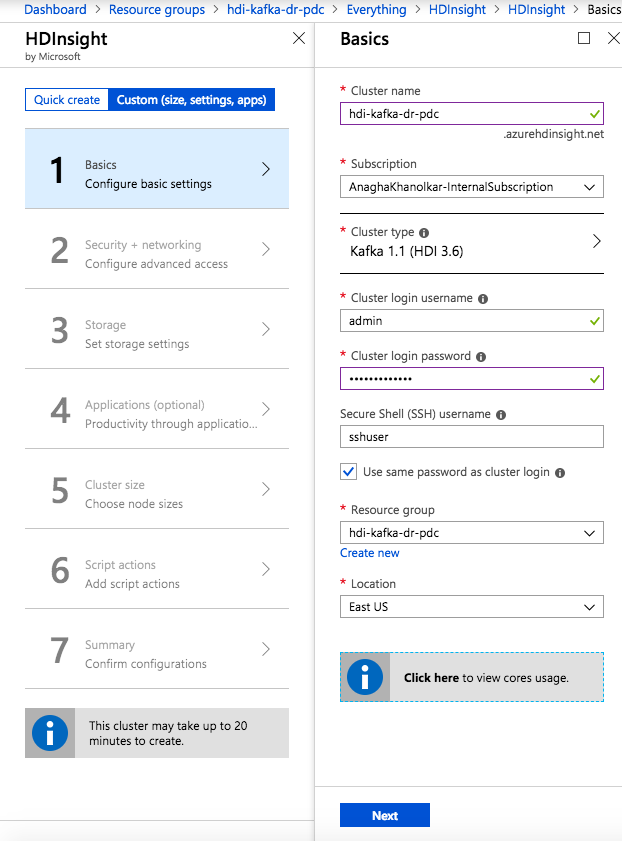 Dashboard > Resource groups > hdi-kafka-dr-pdc > Everything > HDInsight > HDInsight > Basics
HDInsight
by Microsoft
Quick create
Custom (size, settings, apps)
1
Basics
Configure basic settings
2
Security + networking
Configure advanced access
3
Storage
Set storage settings
4
Applications (optional)
Productivity through applicatio...
5
Cluster size
Choose node sizes
6
Script actions
Add script actions
7
Summary
Confirm configurations
This cluster may take up to 20
minutes to create.
Basics
* Cluster name
hdi-kafka-dr-pdc
.azurehdinsight.net
* Subscription
AnaghaKhanolkar-InternalSubscription
* Cluster type
Kafka 1.1 (HDI 3.6)
* Cluster login username
admin
* Cluster login password
•••••••••••••
Secure Shell (SSH) username
sshuser
Use same password as cluster login
* Resource group
hdi-kafka-dr-pdc
Create new
* Location
East US
Click here to view cores usage.
Next